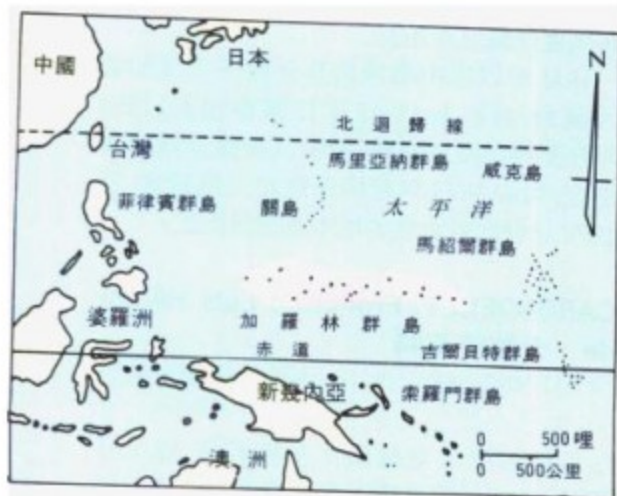 日本
中國
N
北迴歸線
台灣
馬里亞納群島
威克島
菲律賓群島
關島
太平洋
馬紹爾群島
婆羅洲
加羅林群島
赤道
吉爾貝特群島
新幾內亞
索羅門群島
澳洲
0 500哩
0 500公里